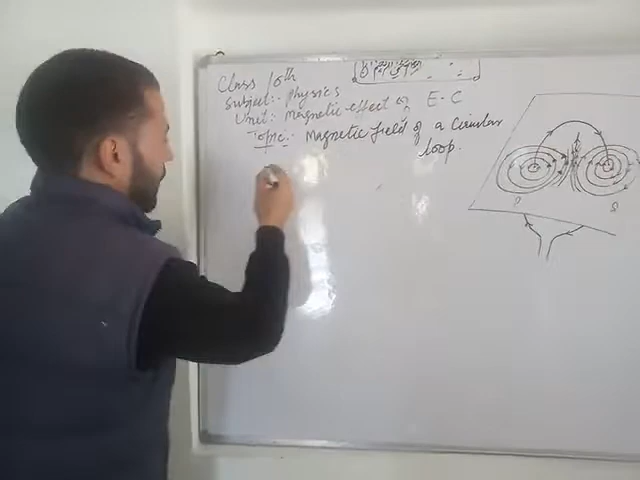 Class 10th
Subject:- Physics
Unit: Magnetic effect of E.C
Topic:- Magnetic field of a Circular
loop.
P
Q